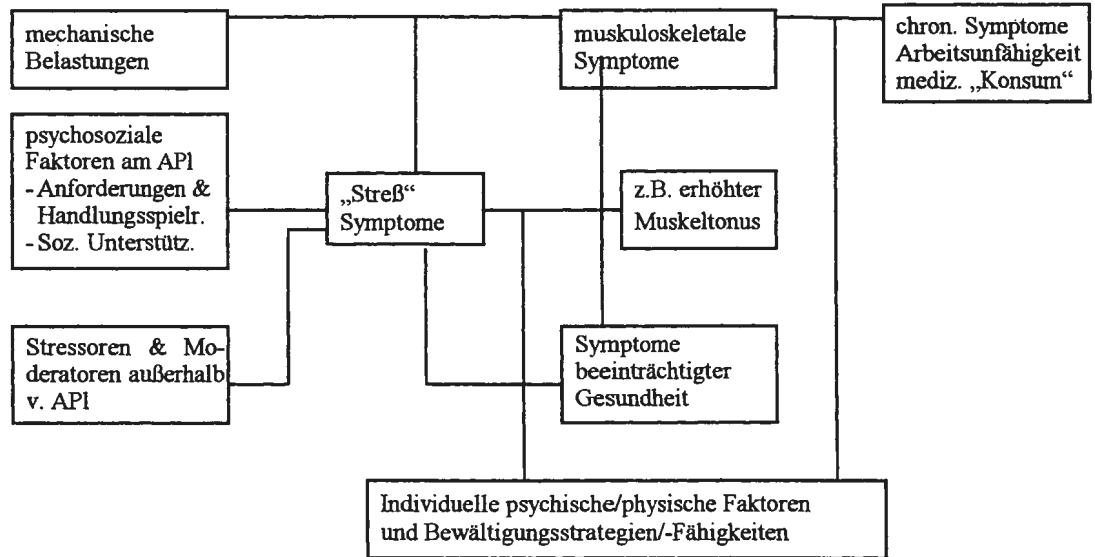 mechanische
Belastungen
muskuloskeletale
Symptome
chron. Symptome
Arbeitsunfähigkeit
mediz. „Konsum“
psychosoziale
Faktoren am APl
- Anforderungen &
Handlungsspielr.
- Soz. Unterstütz.
„Streß“
Symptome
z.B. erhöhter
Muskeltonus
Stressoren & Mo-
deratoren außerhalb
v. APl
Symptome
beeinträchtigter
Gesundheit
Individuelle psychische/physische Faktoren
und Bewältigungsstrategien/-Fähigkeiten